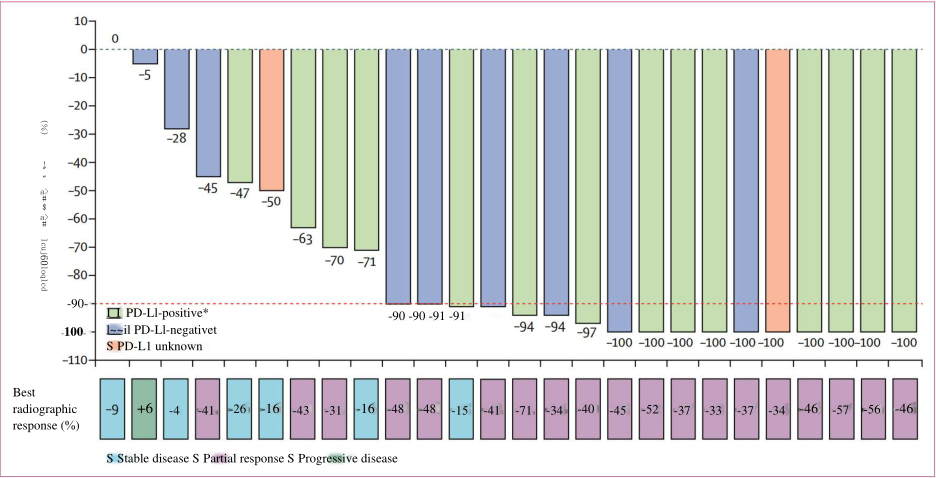 10
0
0
-5
-10
-20
-28
-30
(%)
-40
-45
-47
-50
-50
-60
-63
-70
-70
-71
-80
-90
-90 -90 -91 -91
-94
-94
-97
PD-Ll-positive*
PD-Ll-negativet
S PD-L1 unknown
-100
-100 -100 -100 -100 -100 -100 -100 -100 -100 -100
-110
Best
radiographic
response (%)
-9 +6 -4 -41 -26 -16 -43 -31 -16 -48 -48 -15 -41 -71 -34 -40 -45 -52 -37 -33 -37 -34 -46 -57 -56 -46
S Stable disease S Partial response S Progressive disease